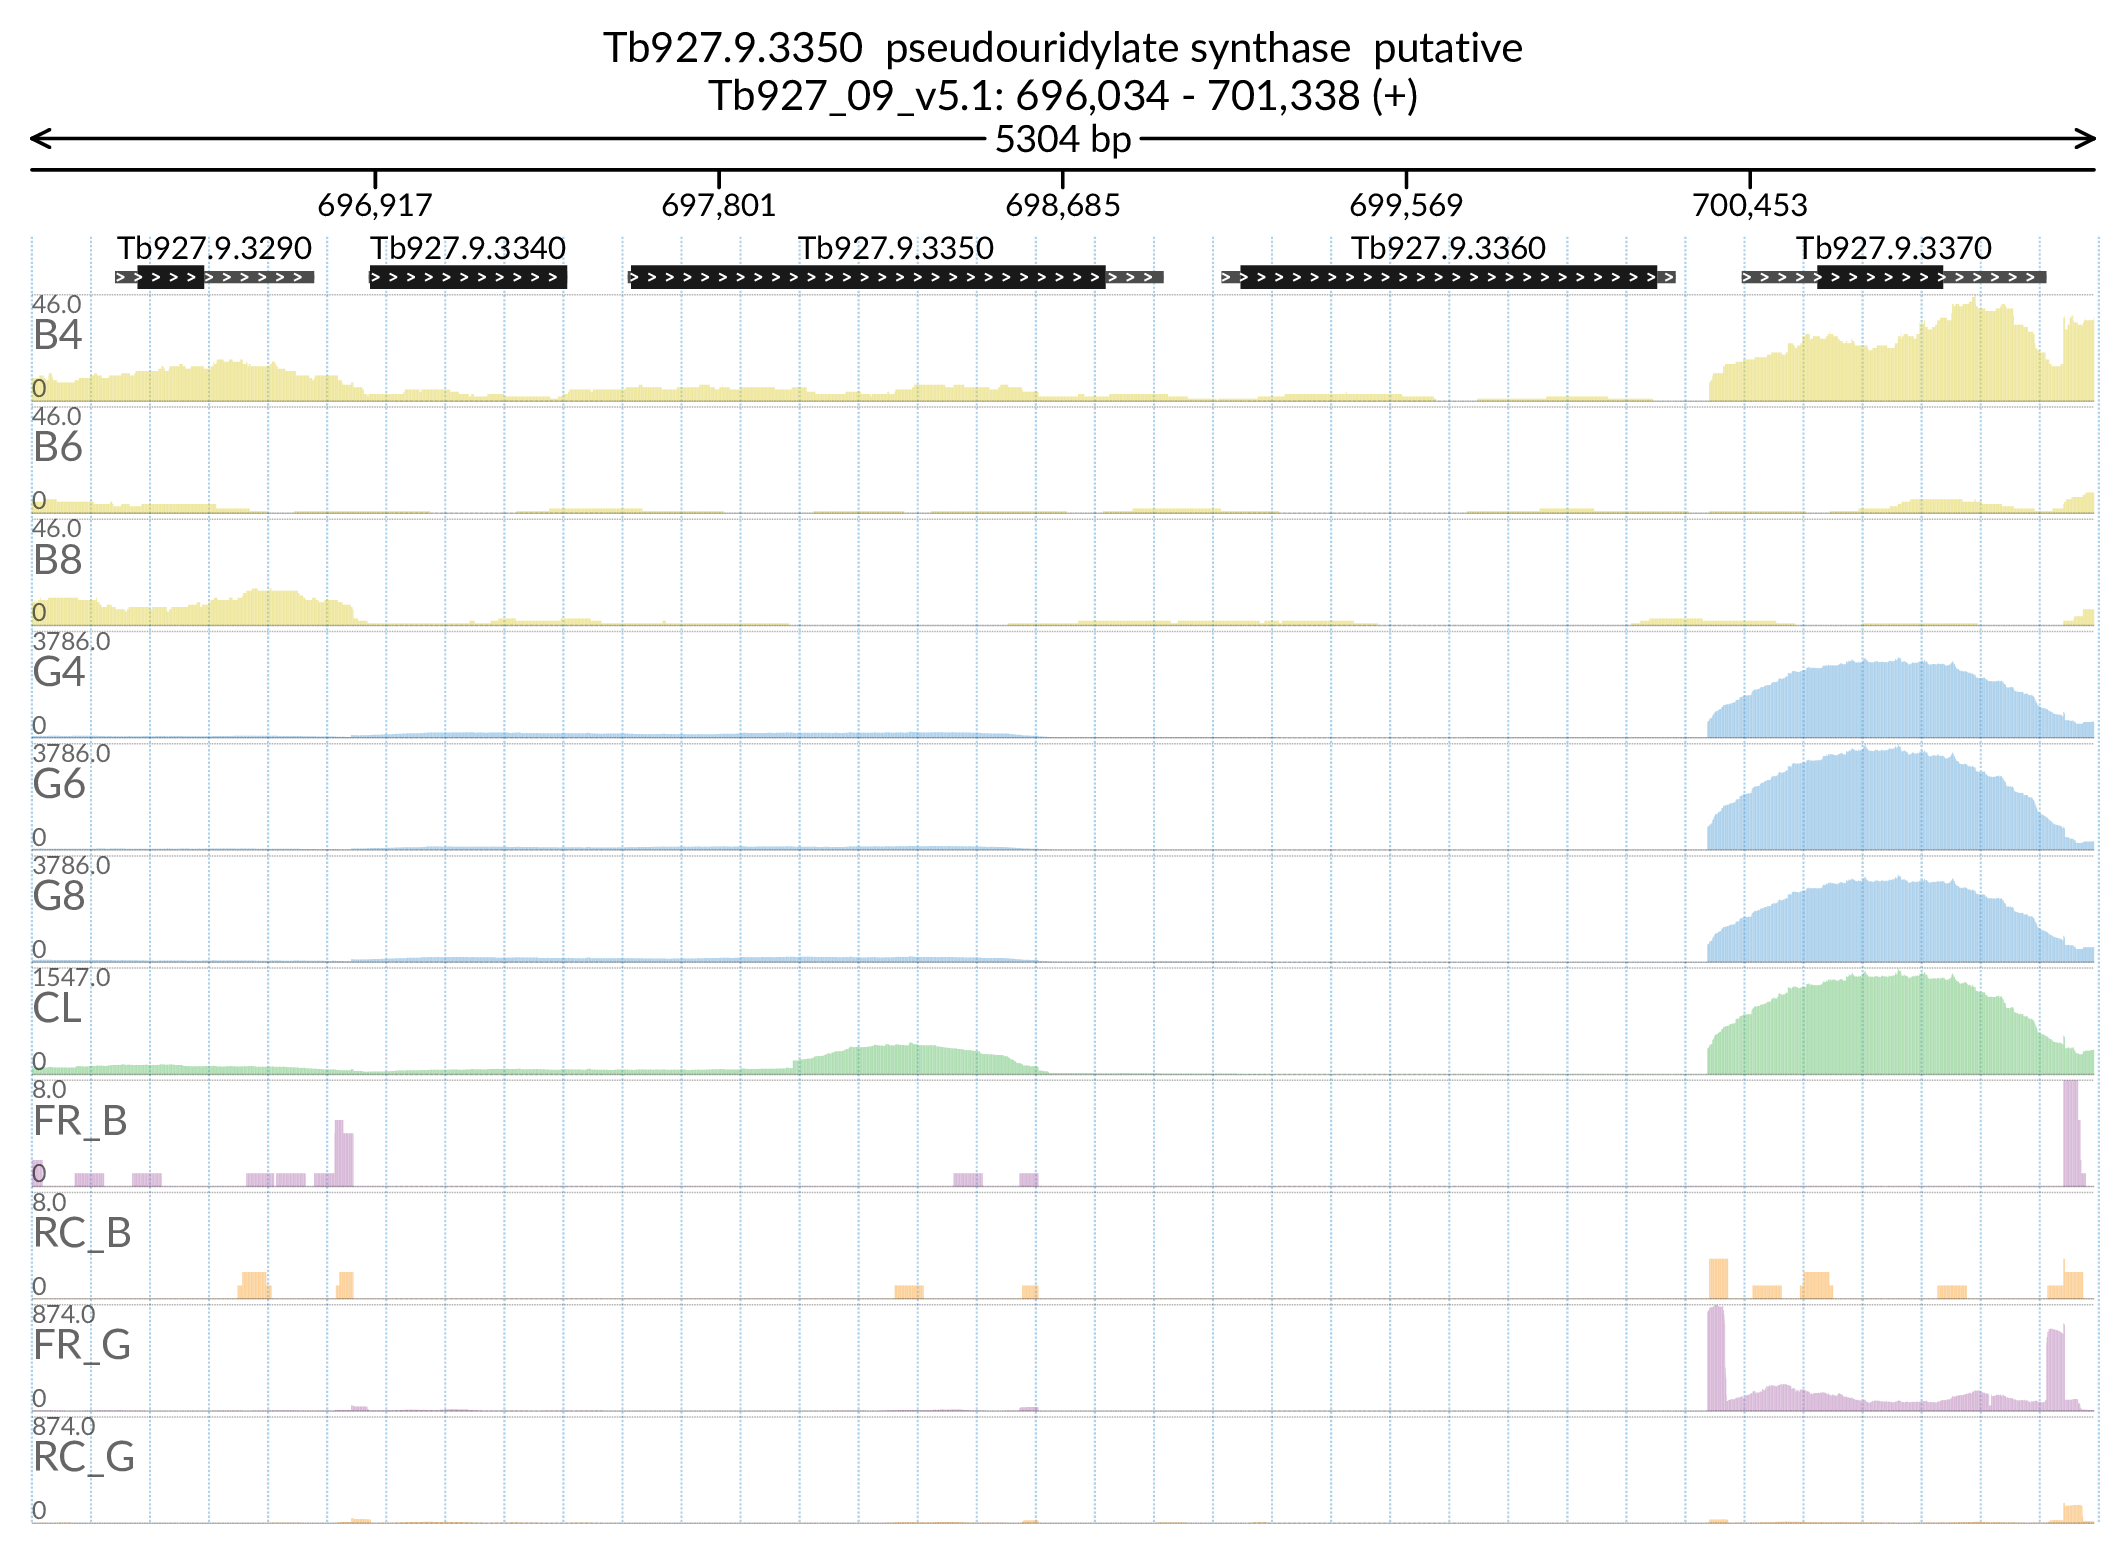 Tb927.9.3350  pseudouridylate synthase  putative
Tb927_09_v5.1: 696,034 - 701,338 (+)
5304 bp
696,917 697,801 698,685 699,569 700,453
Tb927.9.3290 Tb927.9.3340 Tb927.9.3350 Tb927.9.3360 Tb927.9.3370
46.0
B4
0
46.0
B6
0
46.0
B8
0
3786.0
G4
0
3786.0
G6
0
3786.0
G8
0
1547.0
CL
0
8.0
FR_B
0
8.0
RC_B
0
874.0
FR_G
0
874.0
RC_G
0